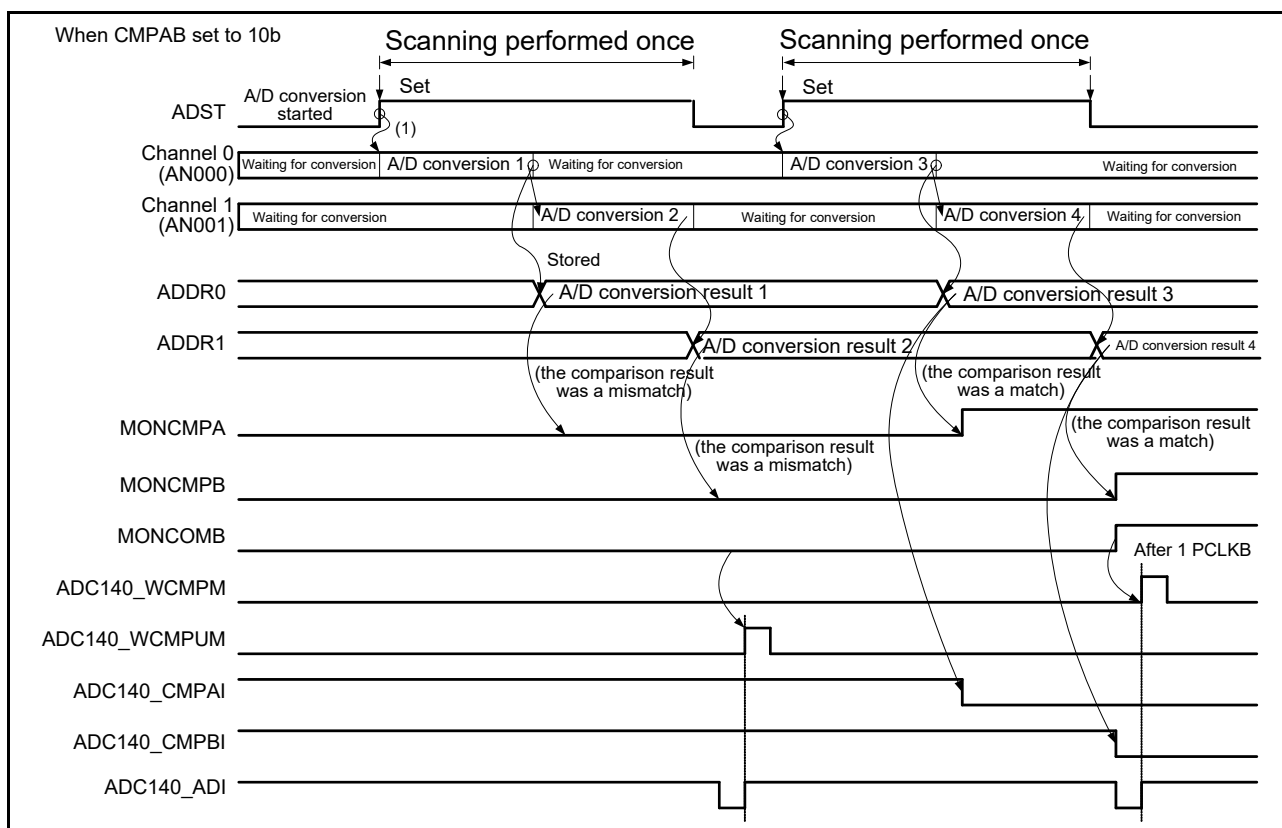 When CMPAB set to 10b
Scanning performed once
Scanning performed once
ADST
A/D conversion
started
Set
Set
(1)
Channel 0
(AN000)
Waiting for conversion
A/D conversion 1
Waiting for conversion
A/D conversion 3
Waiting for conversion
Channel 1
(AN001)
Waiting for conversion
A/D conversion 2
Waiting for conversion
A/D conversion 4
Waiting for conversion
Stored
ADDR0
A/D conversion result 1
A/D conversion result 3
ADDR1
A/D conversion result 2
A/D conversion result 4
(the comparison result
was a mismatch)
(the comparison result
was a match)
MONCMPA
(the comparison result
was a mismatch)
(the comparison result
was a match)
MONCMPB
MONCOMB
After 1 PCLKB
ADC140_WCMPM
ADC140_WCMPUM
ADC140_CMPAI
ADC140_CMPBI
ADC140_ADI